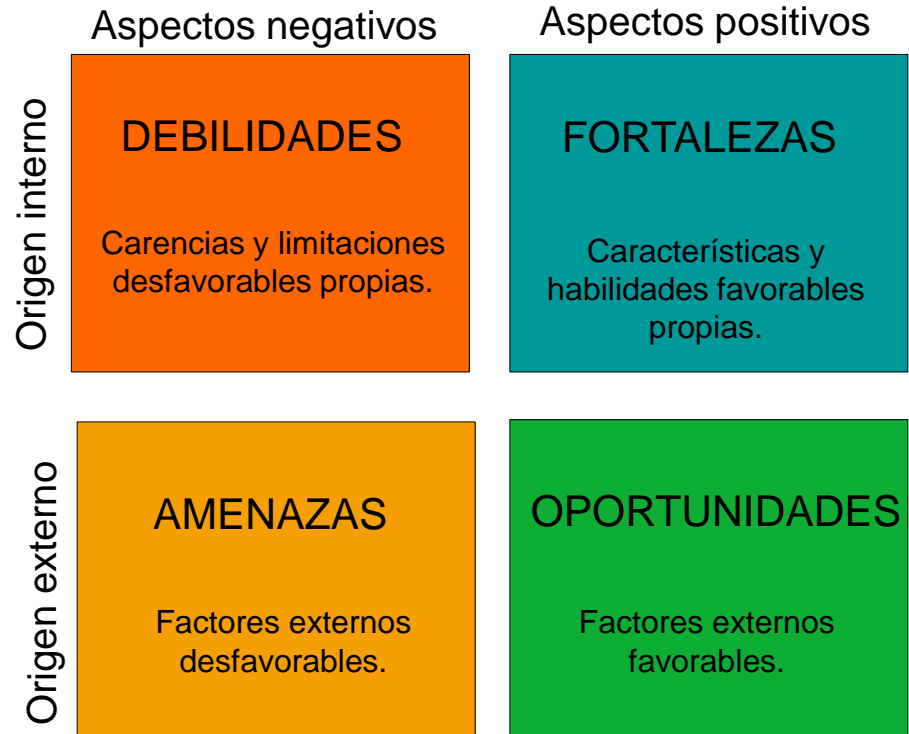 Aspectos negativos
Aspectos positivos
Origen interno
DEBILIDADES
Carencias y limitaciones
desfavorables propias.
FORTALEZAS
Características y
habilidades favorables
propias.
Origen externo
AMENAZAS
Factores externos
desfavorables.
OPORTUNIDADES
Factores externos
favorables.